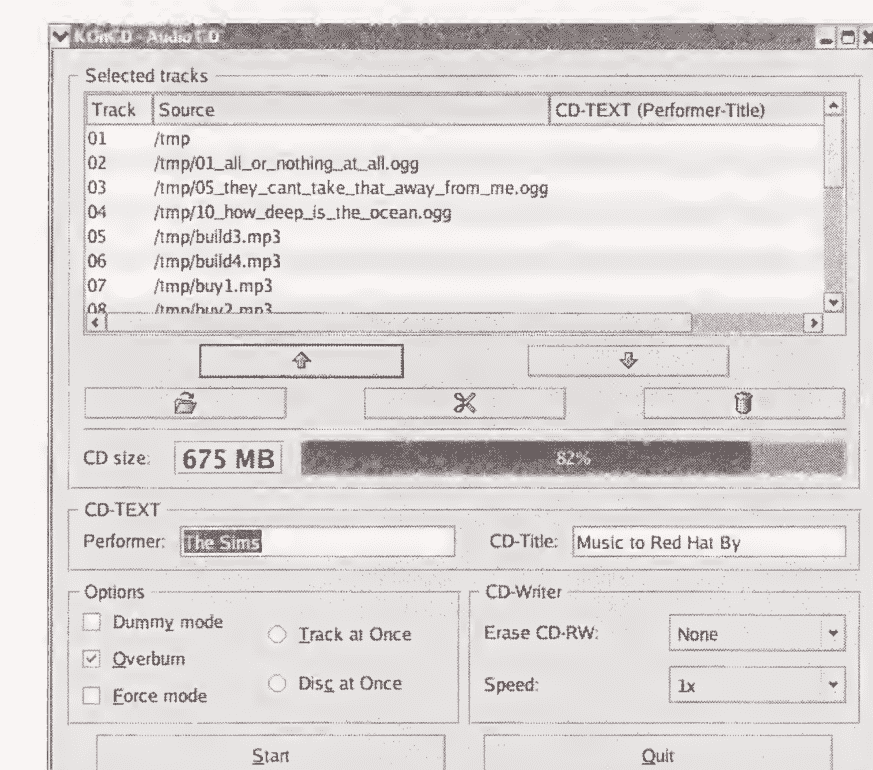 KOnCD - Audio CD
Selected tracks
Track Source CD-TEXT (Performer-Title)
01 /tmp
02 /tmp/01_all_or_nothing_at_all.ogg
03 /tmp/05_they_cant_take_that_away_from_me.ogg
04 /tmp/10_how_deep_is_the_ocean.ogg
05 /tmp/build3.mp3
06 /tmp/build4.mp3
07 /tmp/buy1.mp3
08 /tmp/buy2.mp3
CD size: 675 MB 82%
CD-TEXT
Performer: The Sims CD-Title: Music to Red Hat By
Options CD-Writer
Dummy mode Track at Once Erase CD-RW: None
Overburn
Force mode Disc at Once Speed: 1x
Start Quit